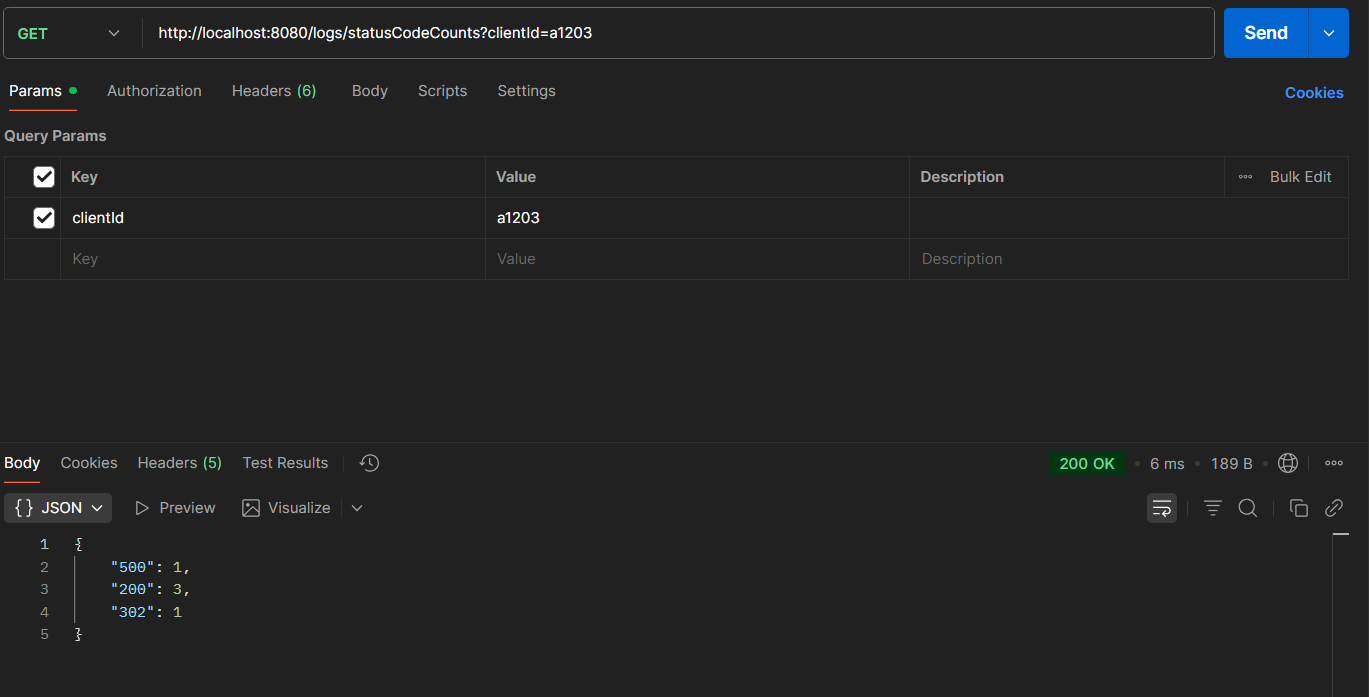 GET http://localhost:8080/logs/statusCodeCounts?clientId=a1203 Send
Params Authorization Headers (6) Body Scripts Settings Cookies
Query Params
Key Value Description Bulk Edit
clientId a1203
Key Value Description
Body Cookies Headers (5) Test Results 200 OK • 6 ms • 189 B •
{} JSON Preview Visualize
1 {
2 "500": 1,
3 "200": 3,
4 "302": 1
5 }